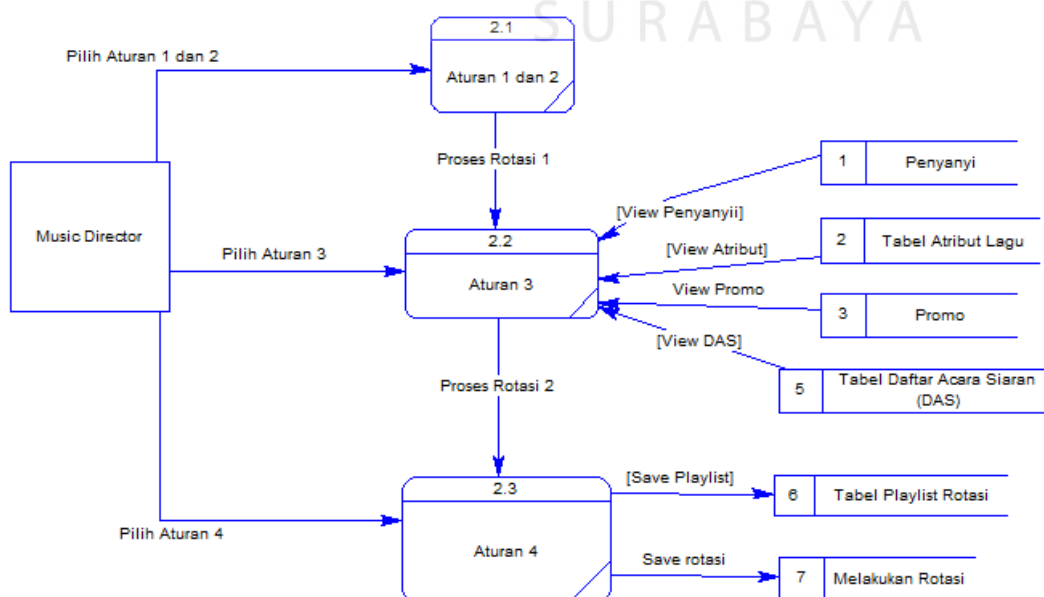 SURABAYA
2.1
Pilih Aturan 1 dan 2
Aturan 1 dan 2
Proses Rotasi 1
1
Penyanyi
[View Penyanyii]
Music Director
2.2
[View Atribut]
2
Tabel Atribut Lagu
Pilih Aturan 3
Aturan 3
View Promo
3
Promo
[View DAS]
Proses Rotasi 2
5
Tabel Daftar Acara Siaran
(DAS)
2.3
[Save Playlist]
6
Tabel Playlist Rotasi
Pilih Aturan 4
Aturan 4
Save rotasi
7
Melakukan Rotasi